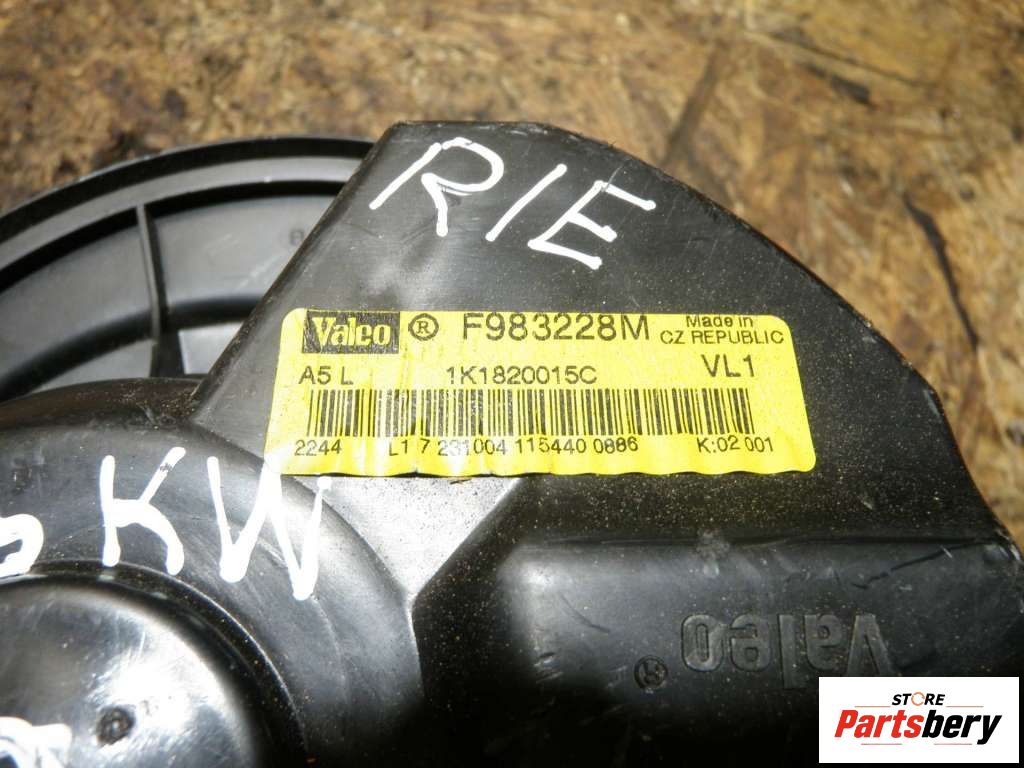 RIE
Valeo ® F983228M Made in
CZ REPUBLIC
A5 L 1K1820015C VL1
2244 L1 7 231004 115440 0886 K:02 001
KW
Valeo
STORE
Partsbery